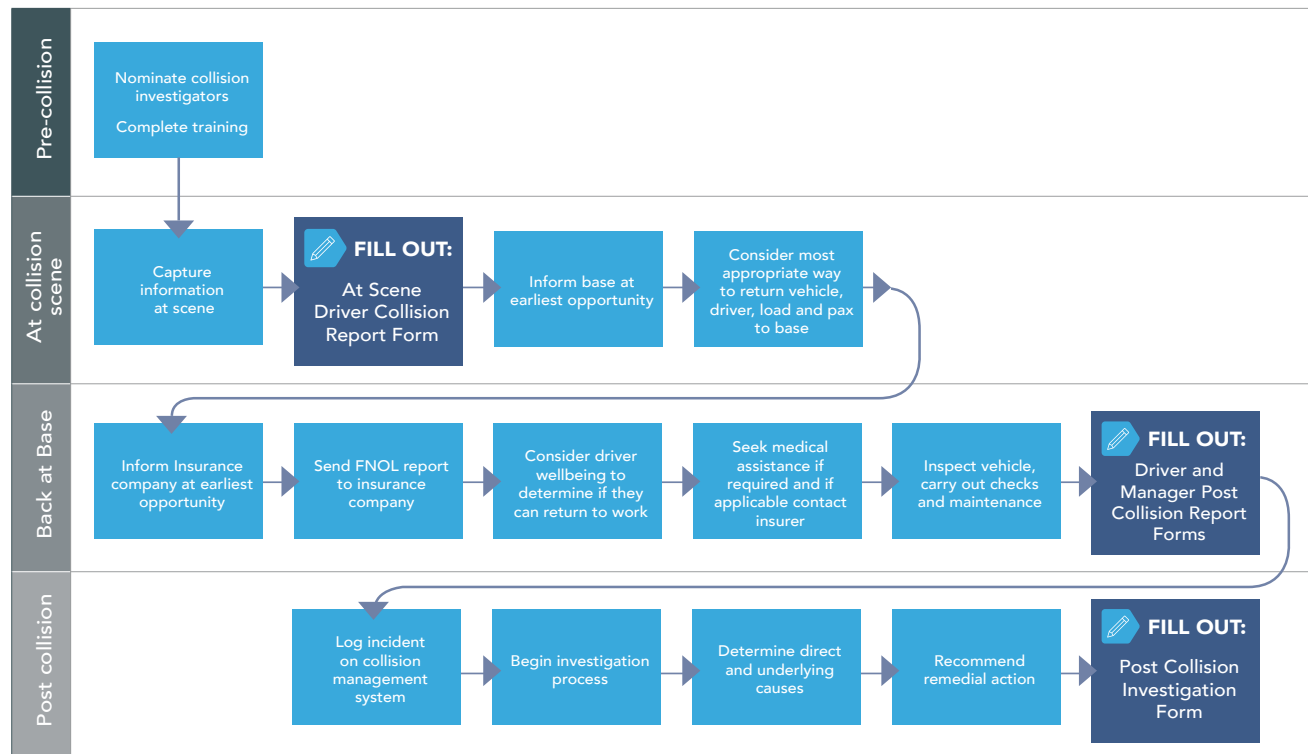 Pre-collision
Nominate collision
investigators
Complete training
At collision
scene
Capture
information
at scene
FILL OUT:
At Scene
Driver Collision
Report Form
Inform base at
earliest opportunity
Consider most
appropriate way
to return vehicle,
driver, load and pax
to base
Back at Base
Inform Insurance
company at earliest
opportunity
Send FNOL report
to insurance
company
Consider driver
wellbeing to
determine if they
can return to work
Seek medical
assistance if
required and if
applicable contact
insurer
Inspect vehicle,
carry out checks
and maintenance
FILL OUT:
Driver and
Manager Post
Collision Report
Forms
Post collision
Log incident
on collision
management
system
Begin investigation
process
Determine direct
and underlying
causes
Recommend
remedial action
FILL OUT:
Post Collision
Investigation
Form